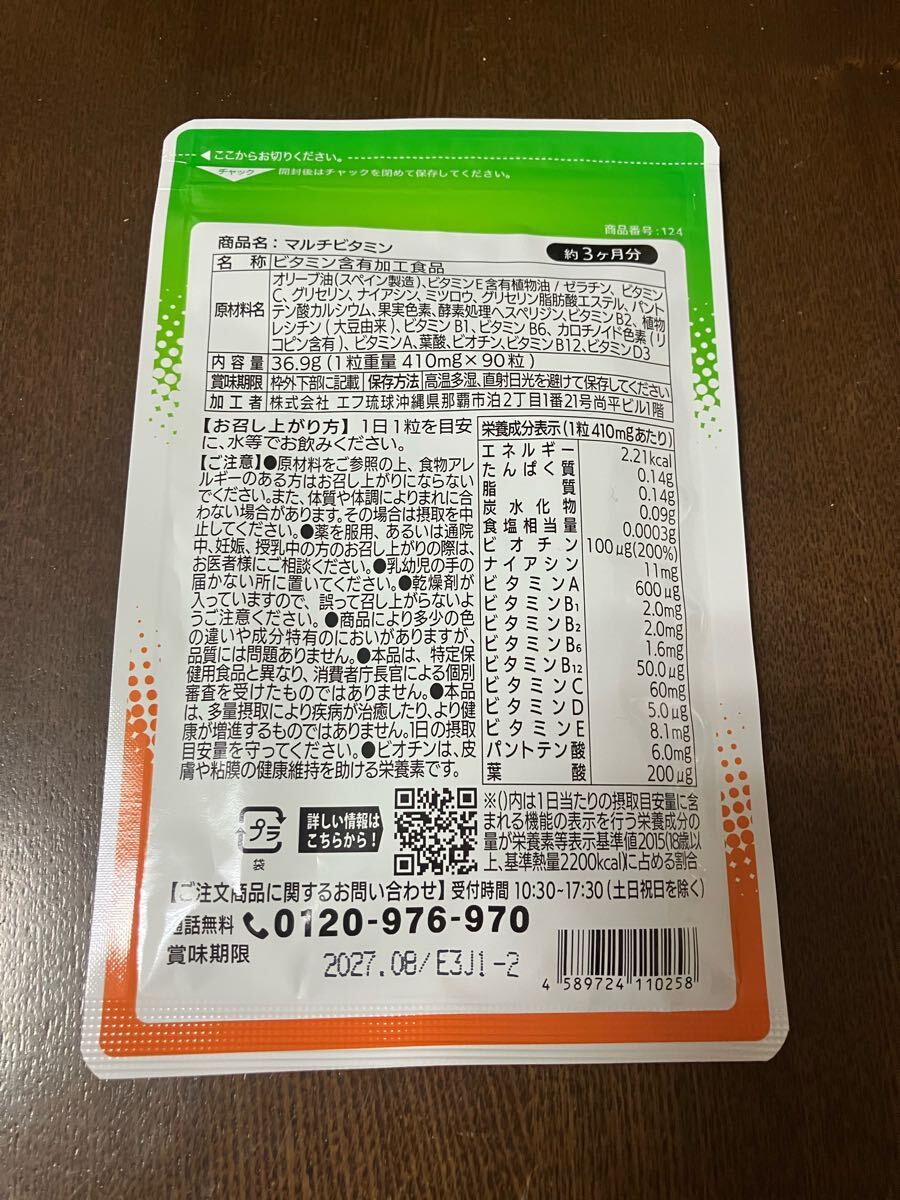 ◀ここからお切りください。
チャック 開封後はチャックを閉めて保存してください。
商品番号:124
商品名:マルチビタミン
約3ヶ月分
名称 ビタミン含有加工食品
原材料名
オリーブ油(スペイン製造)、ビタミンE含有植物油/ゼラチン、ビタミン
C、グリセリン、ナイアシン、ミツロウ、グリセリン脂肪酸エステル、パント
テン酸カルシウム、果実色素、酵素処理ヘスペリジン、ビタミンB2、植物
レシチン(大豆由来)、ビタミンB1、ビタミンB6、カロチノイド色素(リ
コピン含有)、ビタミンA、葉酸、ビオチン、ビタミンB12、ビタミンD3
内容量 36.9g(1粒重量 410mg×90粒)
賞味期限 枠外下部に記載 保存方法 高温多湿、直射日光を避けて保存してください
加工者 株式会社 エフ琉球沖縄県那覇市泊2丁目1番21号尚平ビル1階
【お召し上がり方】1日1粒を目安
に、水等でお飲みください。
【ご注意】●原材料をご参照の上、食物アレ
ルギーのある方はお召し上がりにならない
でください。また、体質や体調によりまれに合
わない場合があります。その場合は摂取を中
止してください。●薬を服用、あるいは通院
中、妊娠、授乳中の方のお召し上がりの際は、
お医者様にご相談ください。●乳幼児の手の
届かない所に置いてください。●乾燥剤が
入っていますので、誤って召し上がらないよ
うご注意ください。●商品により多少の色
の違いや成分特有のにおいがありますが、
品質には問題ありません。●本品は、特定保
健用食品と異なり、消費者庁長官による個別
審査を受けたものではありません。●本品
は、多量摂取により疾病が治癒したり、より健
康が増進するものではありません。1日の摂取
目安量を守ってください。●ビオチンは、皮
膚や粘膜の健康維持を助ける栄養素です。
栄養成分表示(1粒410mgあたり)
エネルギー 2.21kcal
たんぱく質 0.14g
脂質 0.14g
炭水化物 0.09g
食塩相当量 0.0003g
ビオチン 100μg(200%)
ナイアシン 11mg
ビタミンA 600μg
ビタミンB1 2.0mg
ビタミンB2 2.0mg
ビタミンB6 1.6mg
ビタミンB12 50.0μg
ビタミンC 60mg
ビタミンD 5.0μg
ビタミンE 8.1mg
パントテン酸 6.0mg
葉酸 200μg
プラ
袋
詳しい情報は
こちらから!
※()内は1日当たりの摂取目安量に含
まれる機能の表示を行う栄養成分の
量が栄養素等表示基準値2015(18歳以
上、基準熱量2200kcal)に占める割合
【ご注文商品に関するお問い合わせ】受付時間 10:30~17:30(土日祝日を除く)
通話無料 0120-976-970
賞味期限 2027.08/E3J1-2
4 589724 110258